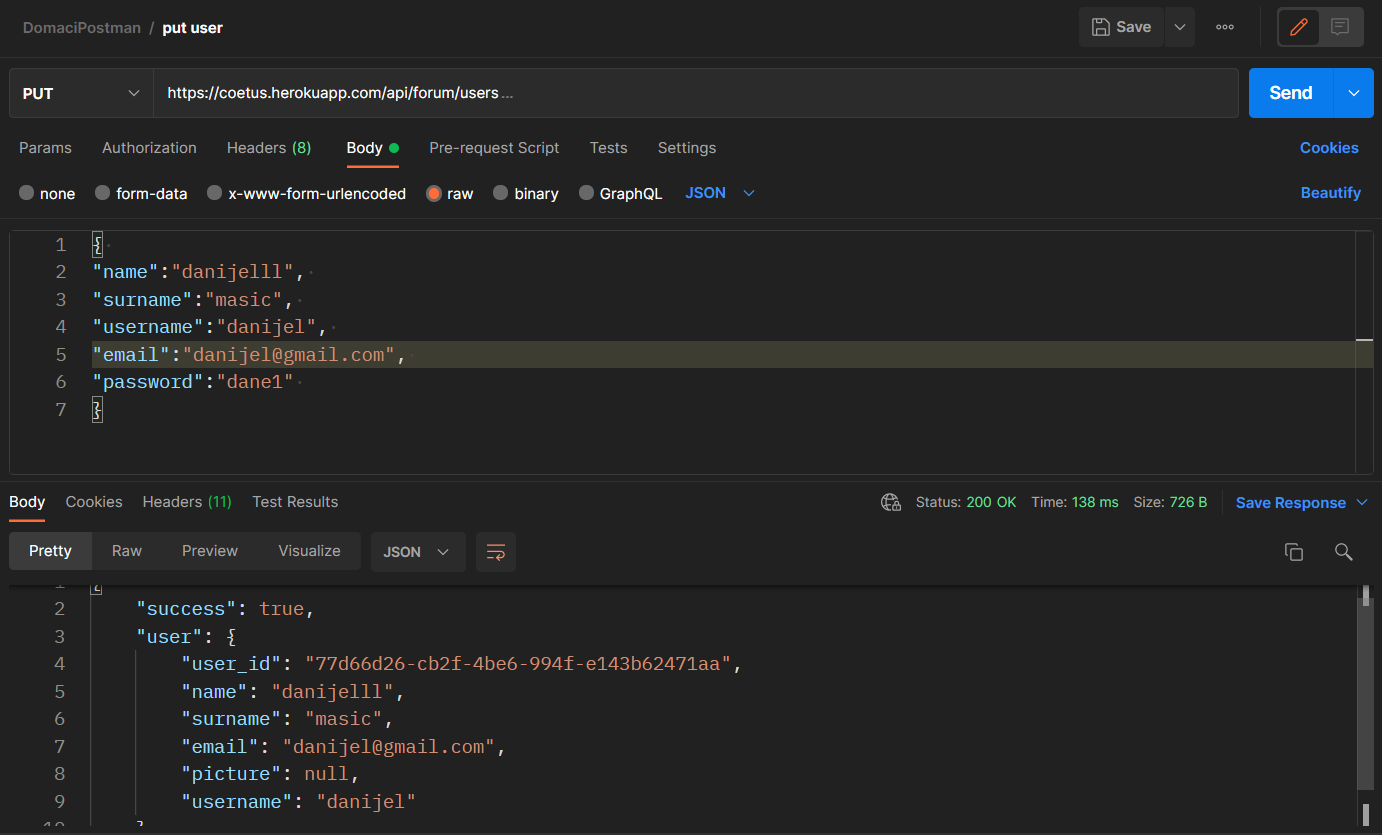 DomaciPostman / put user
Save
PUT
https://coetus.herokuapp.com/api/forum/users...
Send
Params Authorization Headers (8) Body Pre-request Script Tests Settings Cookies
none form-data x-www-form-urlencoded raw binary GraphQL JSON Beautify
1 {
2 "name":"danijelll",
3 "surname":"masic",
4 "username":"danijel",
5 "email":"danijel@gmail.com",
6 "password":"dane1"
7 }
Body Cookies Headers (11) Test Results Status: 200 OK Time: 138 ms Size: 726 B Save Response
Pretty Raw Preview Visualize JSON
1 {
2 "success": true,
3 "user": {
4 "user_id": "77d66d26-cb2f-4be6-994f-e143b62471aa",
5 "name": "danijelll",
6 "surname": "masic",
7 "email": "danijel@gmail.com",
8 "picture": null,
9 "username": "danijel"
10 }